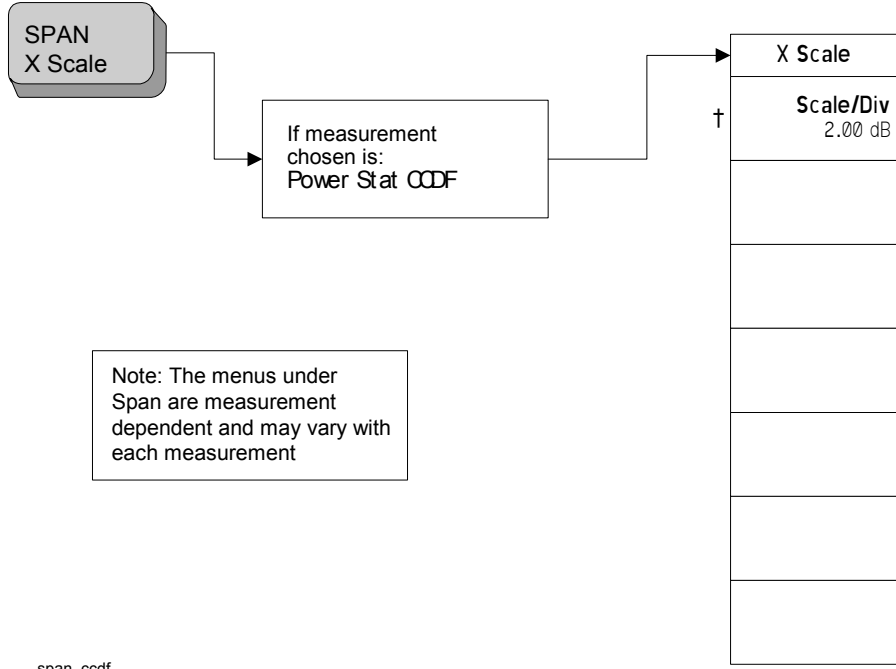 SPAN
X Scale
If measurement
chosen is:
Power Stat CCDF
X Scale
†
Scale/Div
2.00 dB
Note: The menus under
Span are measurement
dependent and may vary with
each measurement
span_ccdf